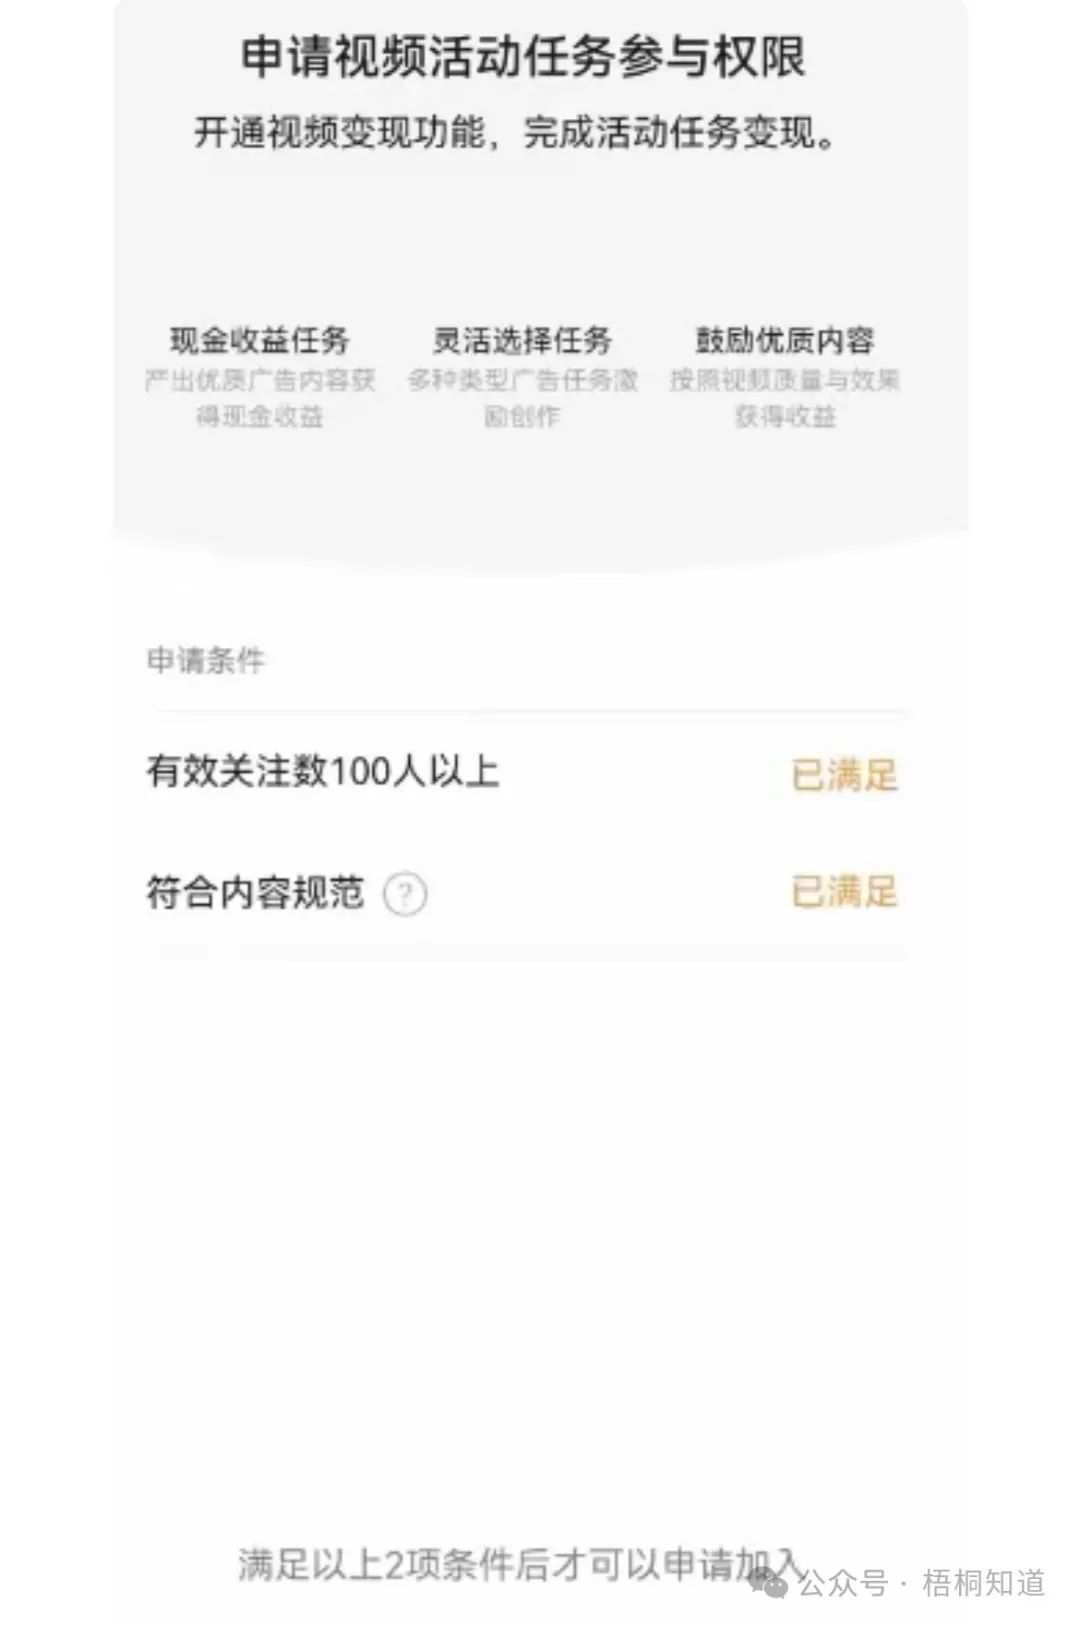 申请视频活动任务参与权限
开通视频变现功能，完成活动任务变现。
现金收益任务
产出优质广告内容获
得现金收益
灵活选择任务
多种类型广告任务激
励创作
鼓励优质内容
按照视频质量与效果
获得收益
申请条件
有效关注数100人以上
已满足
符合内容规范 ?
已满足
满足以上2项条件后才可以申请加入
公众号 · 梧桐知道